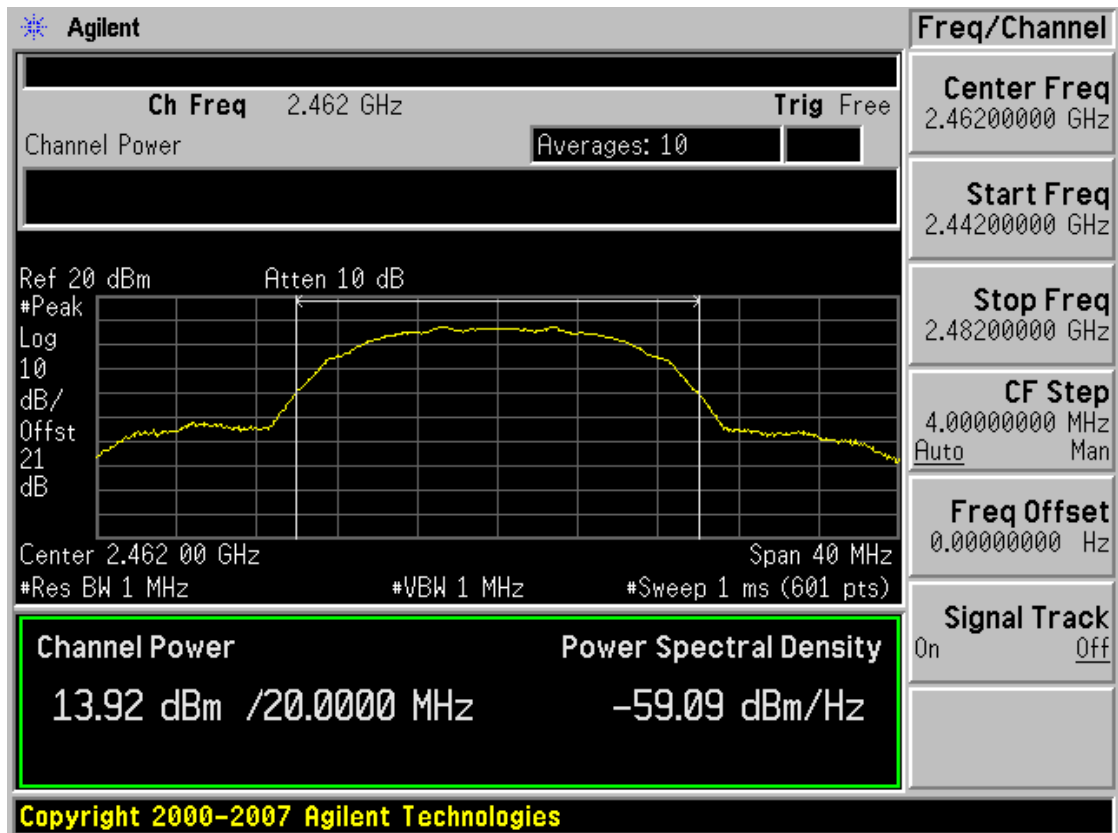 Agilent
Freq/Channel
Ch Freq 2.462 GHz Trig Free
Channel Power Averages: 10
Ref 20 dBm Atten 10 dB
#Peak
Log
10
dB/
Offst
21
dB
Center 2.462 00 GHz Span 40 MHz
#Res BW 1 MHz #VBW 1 MHz #Sweep 1 ms (601 pts)
Channel Power Power Spectral Density
13.92 dBm /20.0000 MHz -59.09 dBm/Hz
Center Freq
2.46200000 GHz
Start Freq
2.44200000 GHz
Stop Freq
2.48200000 GHz
CF Step
4.00000000 MHz
Auto Man
Freq Offset
0.00000000 Hz
Signal Track
On Off
Copyright 2000-2007 Agilent Technologies